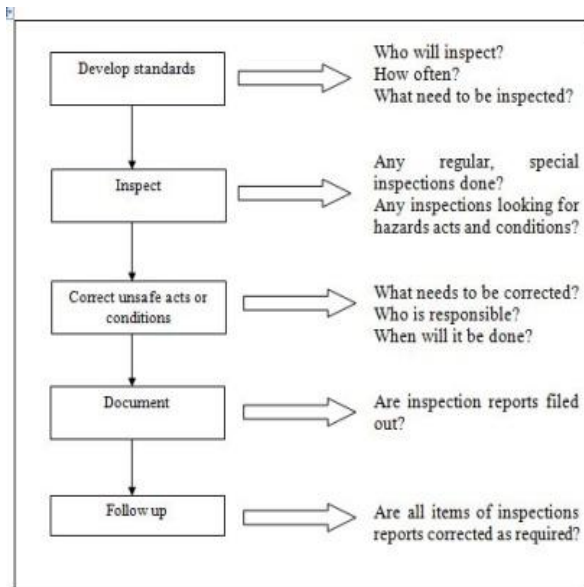 Develop standards
Who will inspect?
How often?
What need to be inspected?
Inspect
Any regular, special
inspections done?
Any inspections looking for
hazards acts and conditions?
Correct unsafe acts or
conditions
What needs to be corrected?
Who is responsible?
When will it be done?
Document
Are inspection reports filed
out?
Follow up
Are all items of inspections
reports corrected as required?